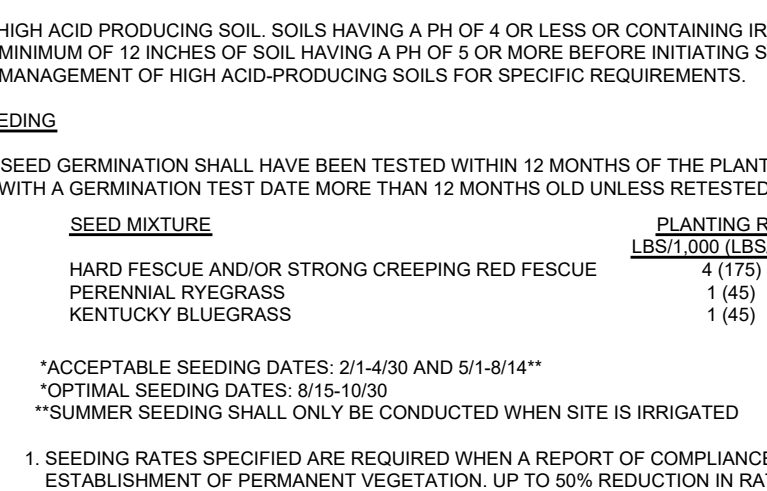 HIGH ACID PRODUCING SOIL. SOILS HAVING A PH OF 4 OR LESS OR CONTAINING
MINIMUM OF 12 INCHES OF SOIL HAVING A PH OF 5 OR MORE BEFORE INITIATING
MANAGEMENT OF HIGH ACID-PRODUCING SOILS FOR SPECIFIC REQUIREMENTS.
EDING
SEED GERMINATION SHALL HAVE BEEN TESTED WITHIN 12 MONTHS OF THE PLANT
WITH A GERMINATION TEST DATE MORE THAN 12 MONTHS OLD UNLESS RETESTED
SEED MIXTURE PLANTING R
LBS/1,000 (LBS/
HARD FESCUE AND/OR STRONG CREEPING RED FESCUE 4 (175)
PERENNIAL RYEGRASS 1 (45)
KENTUCKY BLUEGRASS 1 (45)
*ACCEPTABLE SEEDING DATES: 2/1-4/30 AND 5/1-8/14**
*OPTIMAL SEEDING DATES: 8/15-10/30
**SUMMER SEEDING SHALL ONLY BE CONDUCTED WHEN SITE IS IRRIGATED
1. SEEDING RATES SPECIFIED ARE REQUIRED WHEN A REPORT OF COMPLIANCE
ESTABLISHMENT OF PERMANENT VEGETATION. UP TO 50% REDUCTION IN RAT